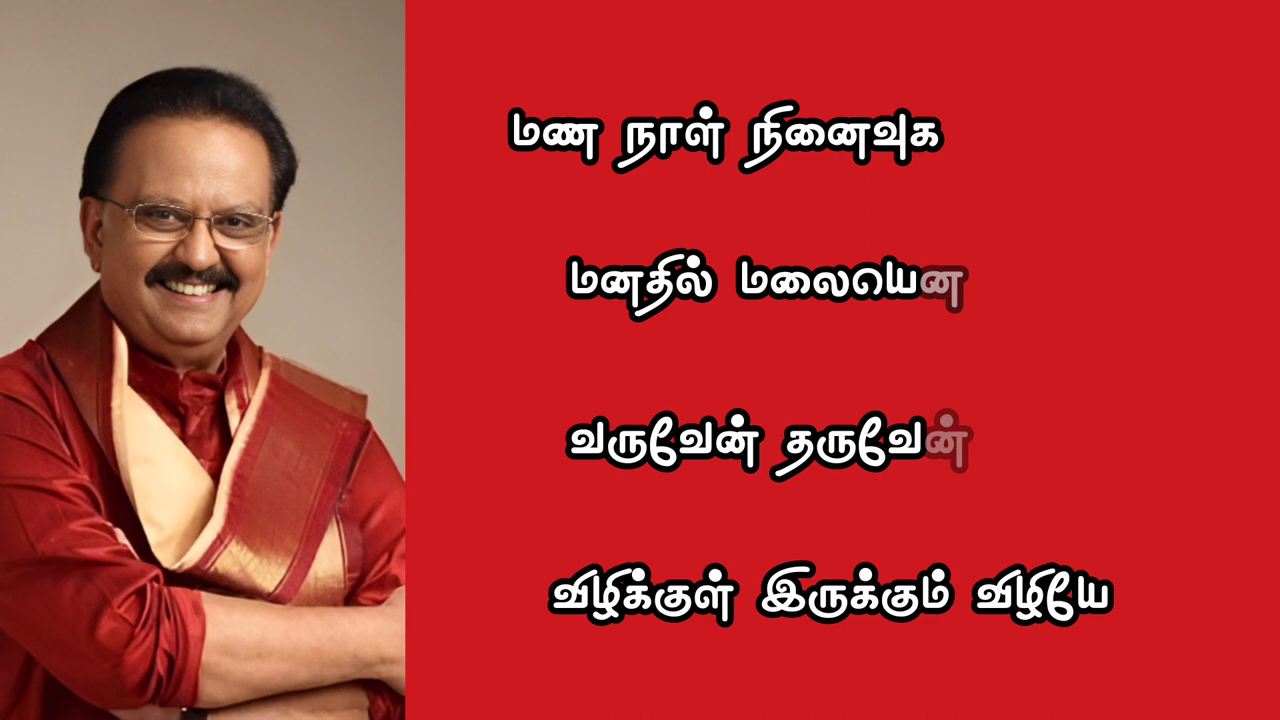 மண நாள் நினைவுக
மனதில் மலையென
வருவேன் தருவேன்
விழிக்குள் இருக்கும் விழியே